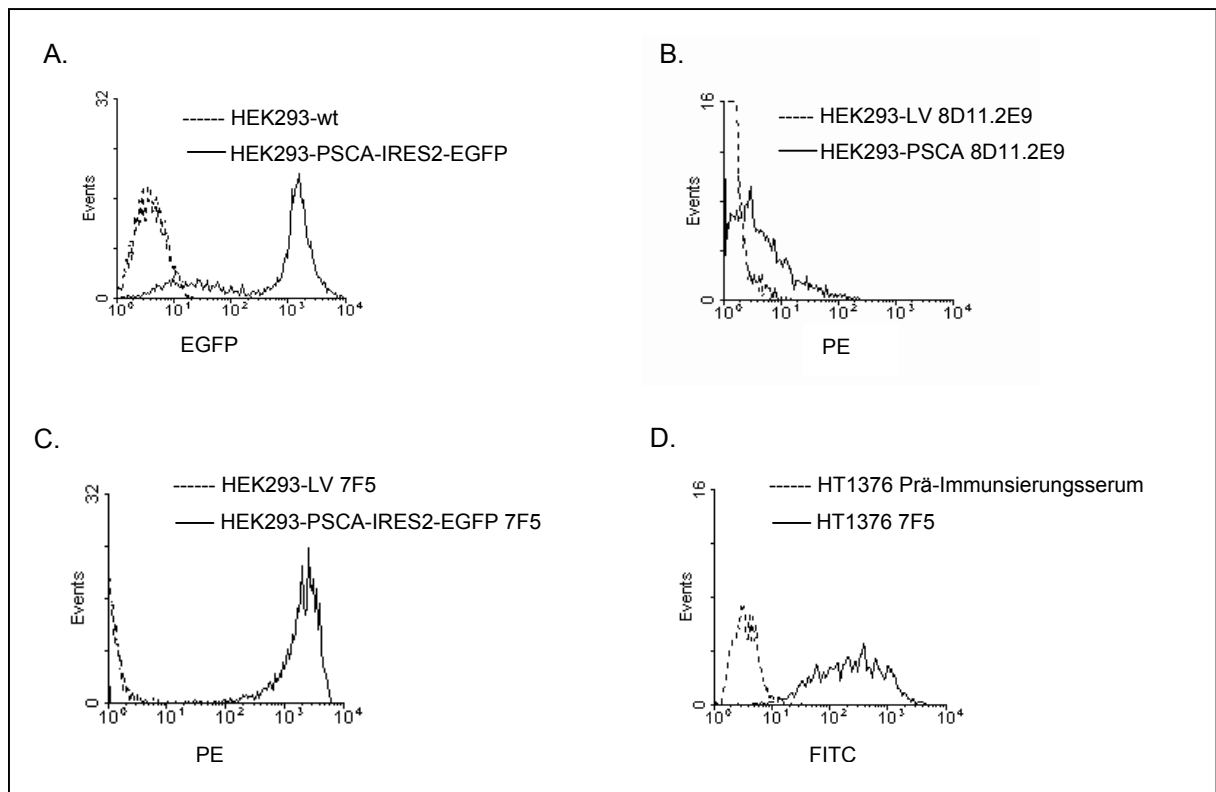 A.
32
HEK293-wt
HEK293-PSCA-IRES2-EGFP
Events
0
10⁰ 10¹ 10² 10³ 10⁴
EGFP
B.
16
HEK293-LV 8D11.2E9
HEK293-PSCA 8D11.2E9
Events
0
10⁰ 10¹ 10² 10³ 10⁴
PE
C.
32
HEK293-LV 7F5
HEK293-PSCA-IRES2-EGFP 7F5
Events
0
10⁰ 10¹ 10² 10³ 10⁴
PE
D.
16
HT1376 Prä-Immunsierungsserum
HT1376 7F5
Events
0
10⁰ 10¹ 10² 10³ 10⁴
FITC